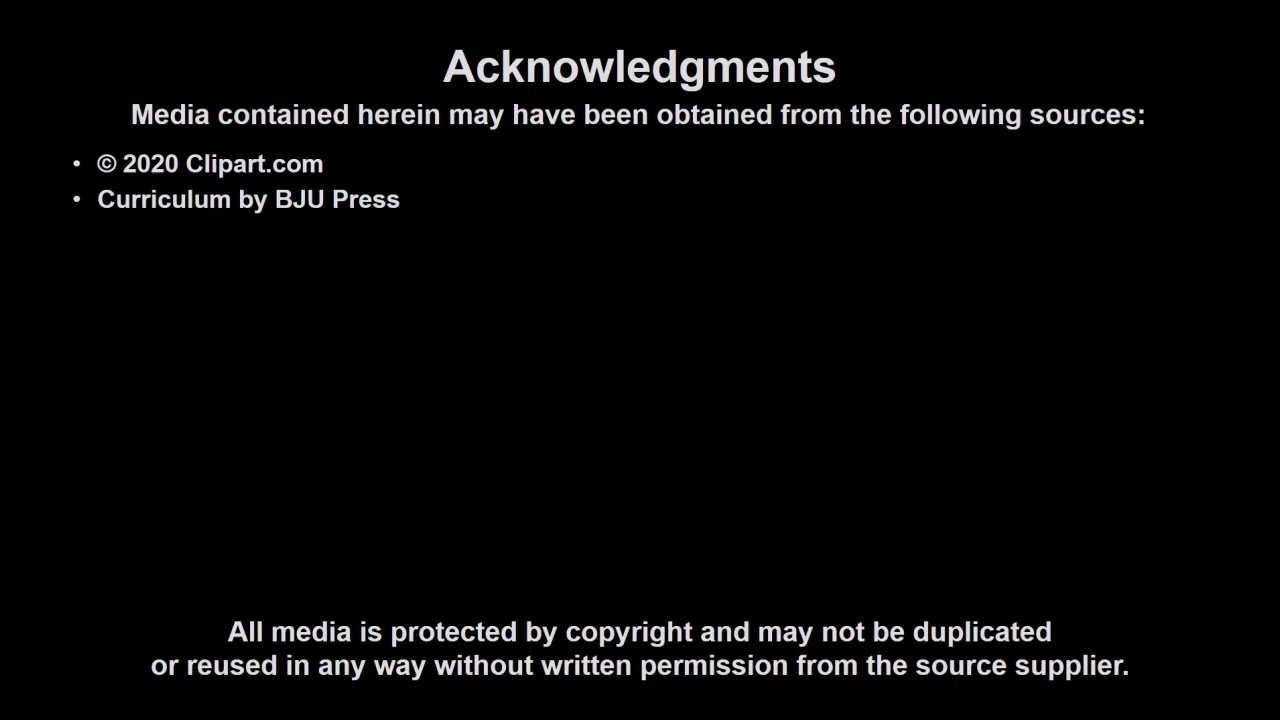 Acknowledgments
Media contained herein may have been obtained from the following sources:
• © 2020 Clipart.com
• Curriculum by BJU Press
All media is protected by copyright and may not be duplicated
or reused in any way without written permission from the source supplier.